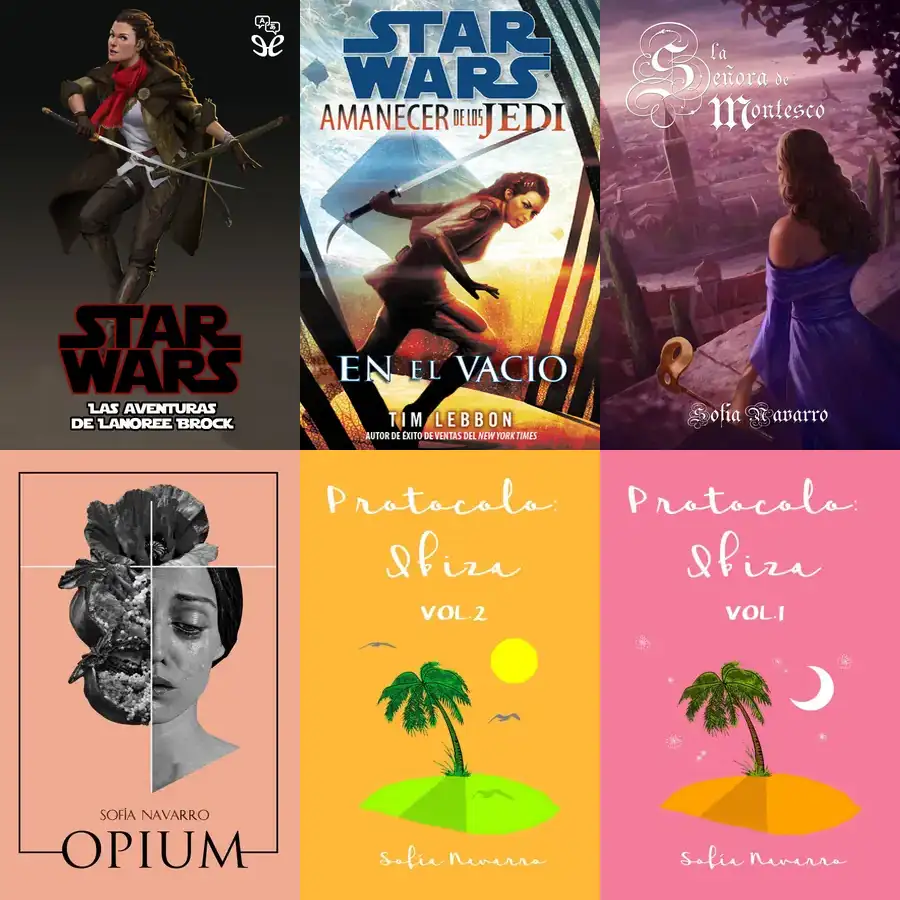 STAR
WARS
LAS AVENTURAS
DE LANOREE BROCK
STAR
WARS
AMANECER DE LOS JEDI
EN EL VACIO
TIM LEBBON
AUTOR DE ÉXITO DE VENTAS DEL NEW YORK TIMES
La
Señora de
Montesco
Sofía Navarro
SOFÍA NAVARRO
OPIUM
Protocolo:
Ibiza
VOL.2
Sofía Navarro
Protocolo:
Ibiza
VOL.1
Sofía Navarro